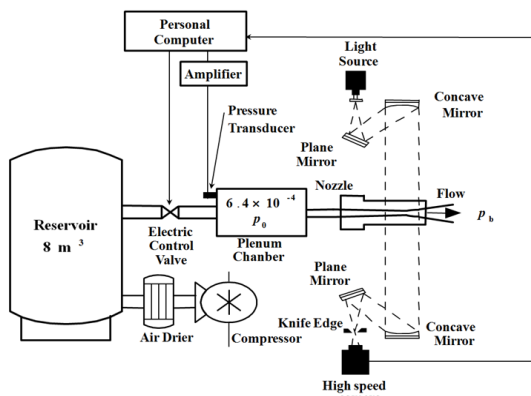 Personal
Computer
Amplifier
Pressure
Transducer
Light
Source
Concave
Mirror
Plane
Mirror
Nozzle
Flow
Reservoir
8 m ³
Electric
Control
Valve
6 . 4 × 10 ⁻⁴
p₀
Plenum
Chanber
p_b
Plane
Mirror
Knife Edge
Concave
Mirror
Air Drier
Compressor
High speed